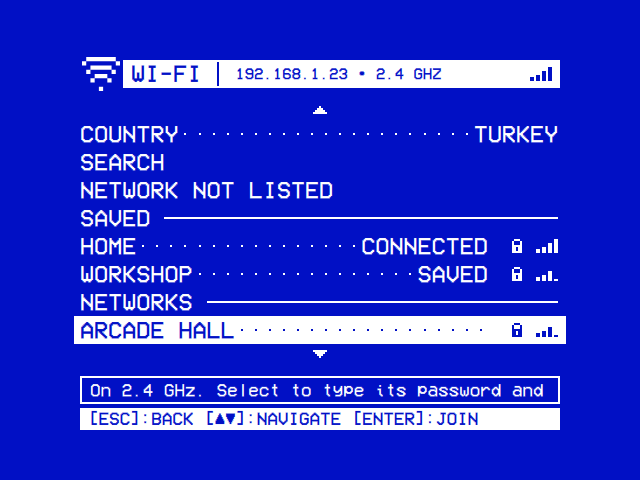 WI-FI 192.168.1.23 • 2.4 GHZ
COUNTRY TURKEY
SEARCH
NETWORK NOT LISTED
SAVED
HOME CONNECTED
WORKSHOP SAVED
NETWORKS
ARCADE HALL
On 2.4 GHz. Select to type its password and
[ESC]:BACK [▲▼]:NAVIGATE [ENTER]:JOIN